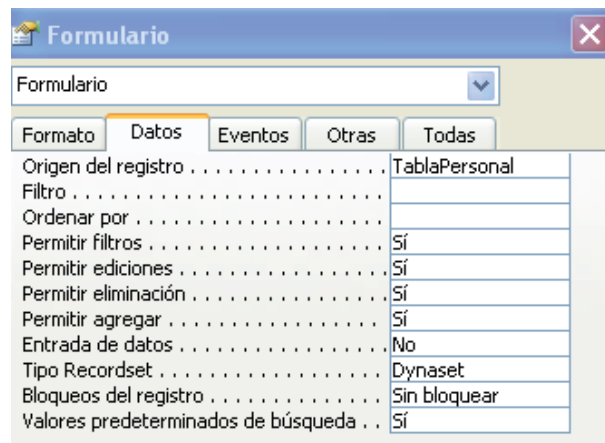 Formulario
Formulario
Formato Datos Eventos Otras Todas
Origen del registro . . . . . . . . . . . . . . . . . TablaPersonal
Filtro . . . . . . . . . . . . . . . . . . . . . . . . . . . .
Ordenar por . . . . . . . . . . . . . . . . . . . . . . .
Permitir filtros . . . . . . . . . . . . . . . . . . . . . . Sí
Permitir ediciones . . . . . . . . . . . . . . . . . . . Sí
Permitir eliminación . . . . . . . . . . . . . . . . . . Sí
Permitir agregar . . . . . . . . . . . . . . . . . . . . Sí
Entrada de datos . . . . . . . . . . . . . . . . . . . No
Tipo Recordset . . . . . . . . . . . . . . . . . . . . . Dynaset
Bloqueos del registro . . . . . . . . . . . . . . . . Sin bloquear
Valores predeterminados de búsqueda . . Sí